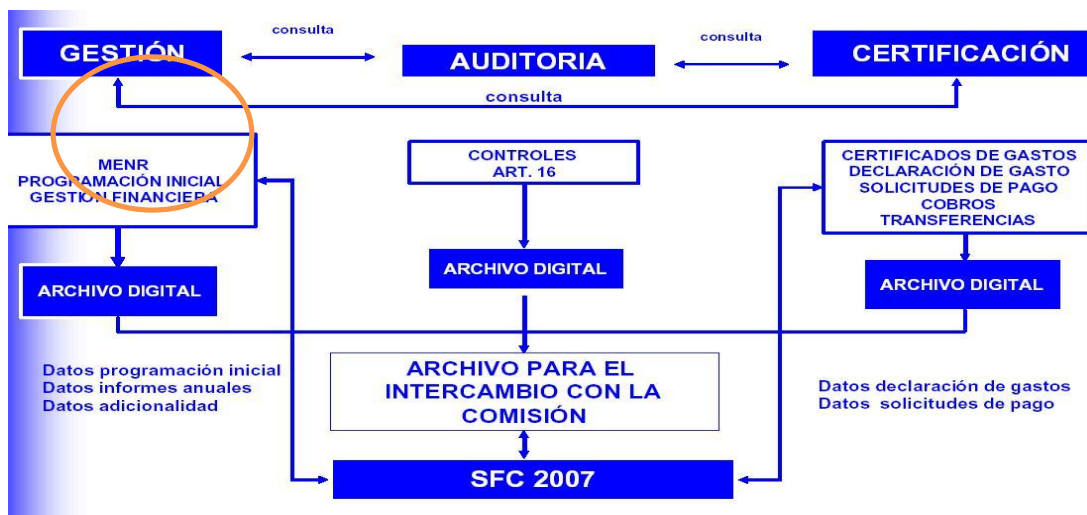 consulta
consulta
GESTIÓN
AUDITORIA
CERTIFICACIÓN
consulta
MENR
PROGRAMACIÓN INICIAL
GESTIÓN FINANCIERA
CONTROLES
ART. 16
CERTIFICADOS DE GASTOS
DECLARACIÓN DE GASTO
SOLICITUDES DE PAGO
COBROS
TRANSFERENCIAS
ARCHIVO DIGITAL
ARCHIVO DIGITAL
ARCHIVO DIGITAL
Datos programación inicial
Datos informes anuales
Datos adicionalidad
ARCHIVO PARA EL
INTERCAMBIO CON LA
COMISIÓN
Datos declaración de gastos
Datos solicitudes de pago
SFC 2007